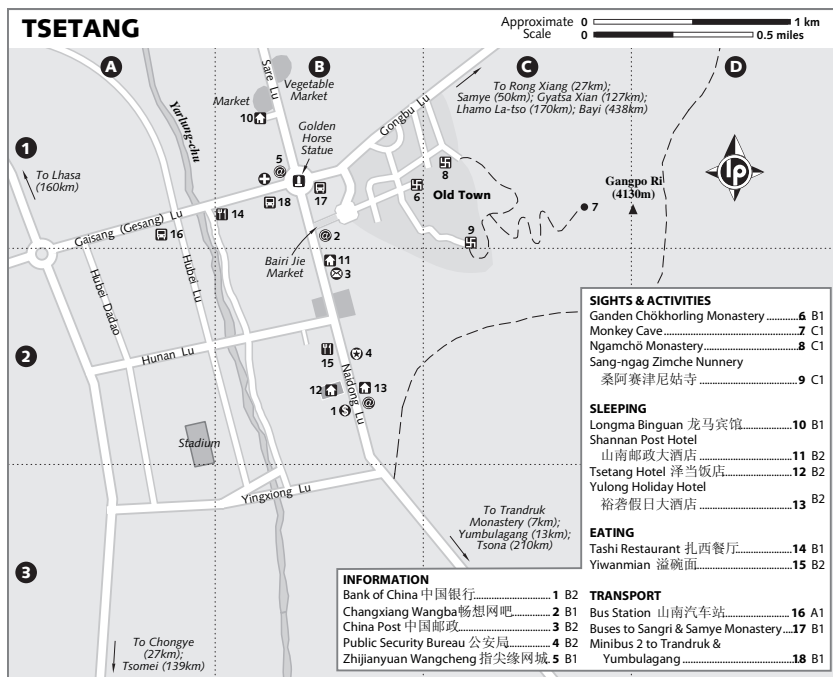 TSETANG
Approximate
Scale
0 1 km
0 0.5 miles
A
B
C
D
1
2
3
Sare Lu
Vegetable
Market
Market
10
Yarlung-chu
Golden
Horse
Statue
Gongbu Lu
To Rong Xiang (27km);
Samye (50km); Gyatsa Xian (127km);
Lhamo La-tso (170km); Bayi (438km)
To Lhasa
(160km)
5
@
8
6
Old Town
Gangpo Ri
(4130m)
7
lp
18
17
14
16
Gaisang (Gesang) Lu
@ 2
9
Bairi Jie
Market
11
3
Hubei Dadao
Hubei Lu
Hunan Lu
15
4
Naidong Lu
12
13
@
1
$
Stadium
Yingxiong Lu
To Trandruk
Monastery (7km);
Yumbulagang (13km);
Tsona (210km)
To Chongye
(27km);
Tsomei (139km)
INFORMATION
Bank of China 中国银行 1 B2
Changxiang Wangba 畅想网吧 2 B1
China Post 中国邮政 3 B2
Public Security Bureau 公安局 4 B2
Zhijianyuan Wangcheng 指尖缘网城 5 B1
SIGHTS & ACTIVITIES
Ganden Chökhorling Monastery 6 B1
Monkey Cave 7 C1
Ngamchö Monastery 8 C1
Sang-ngag Zimche Nunnery
桑阿赛津尼姑寺 9 C1
SLEEPING
Longma Binguan 龙马宾馆 10 B1
Shannan Post Hotel
山南邮政大酒店 11 B2
Tsetang Hotel 泽当饭店 12 B2
Yulong Holiday Hotel
裕砻假日大酒店 13 B2
EATING
Tashi Restaurant 扎西餐厅 14 B1
Yiwanmian 溢碗面 15 B2
TRANSPORT
Bus Station 山南汽车站 16 A1
Buses to Sangri & Samye Monastery 17 B1
Minibus 2 to Trandruk &
Yumbulagang 18 B1